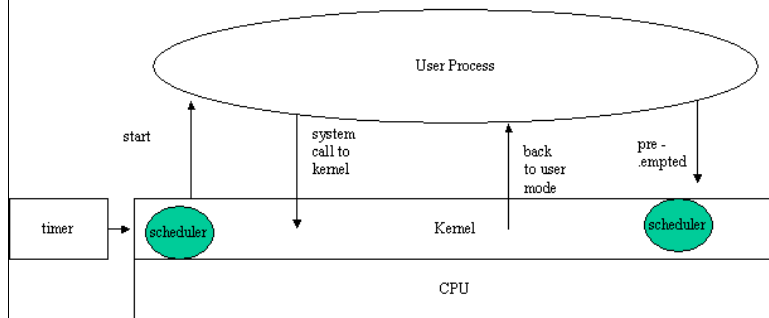 User Process
start
system
call to
kernel
back
to user
mode
pre -
.empted
timer
scheduler
Kernel
scheduler
CPU